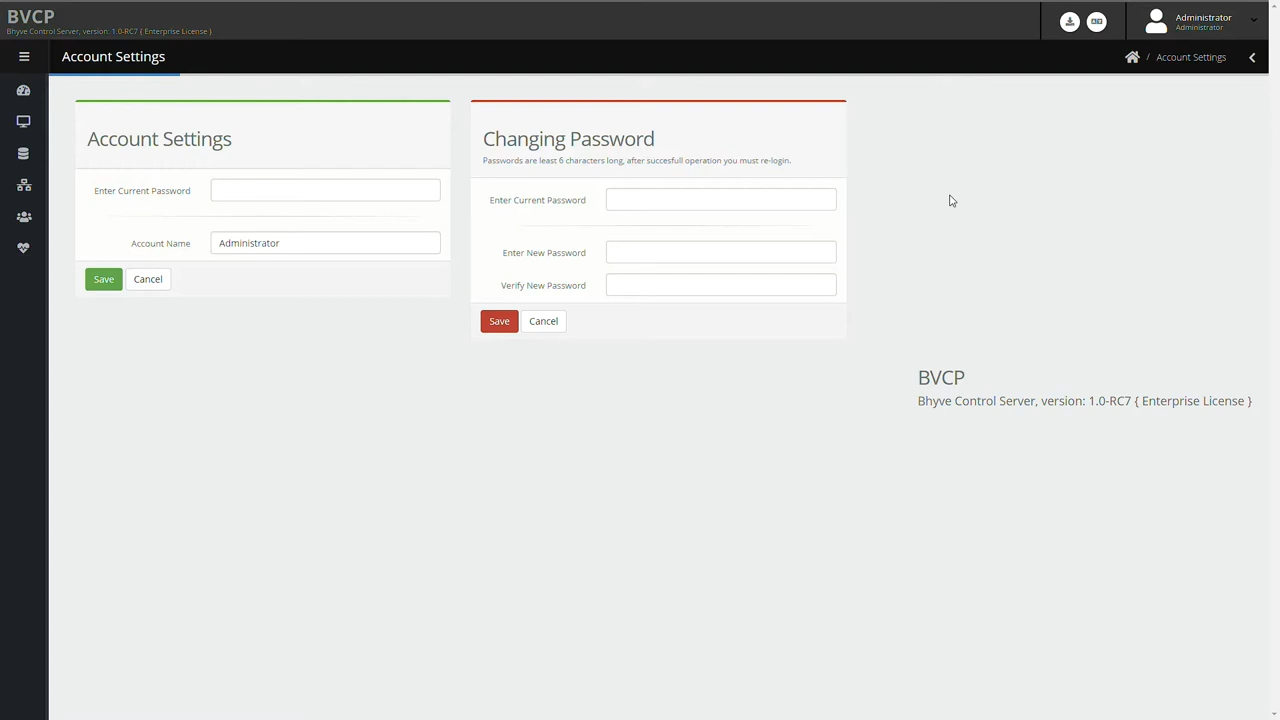 BVCP
Bhyve Control Server, version: 1.0-RC7 { Enterprise License }
Administrator
Administrator
Account Settings
/ Account Settings
Account Settings
Enter Current Password
Account Name Administrator
Save Cancel
Changing Password
Passwords are least 6 characters long, after succesfull operation you must re-login.
Enter Current Password
Enter New Password
Verify New Password
Save Cancel
BVCP
Bhyve Control Server, version: 1.0-RC7 { Enterprise License }